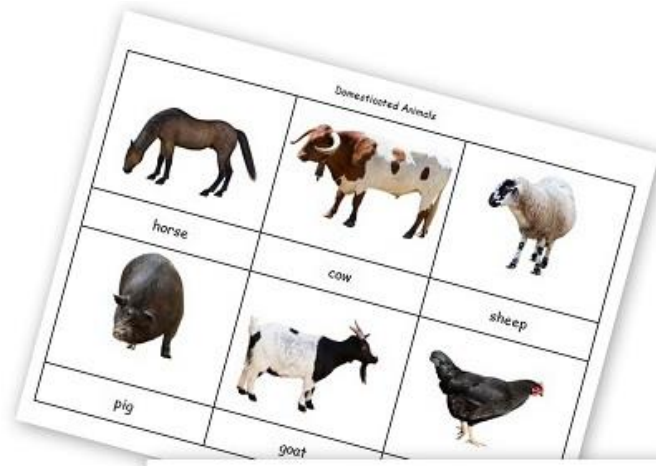 Domesticated Animals
horse
cow
sheep
pig
goat